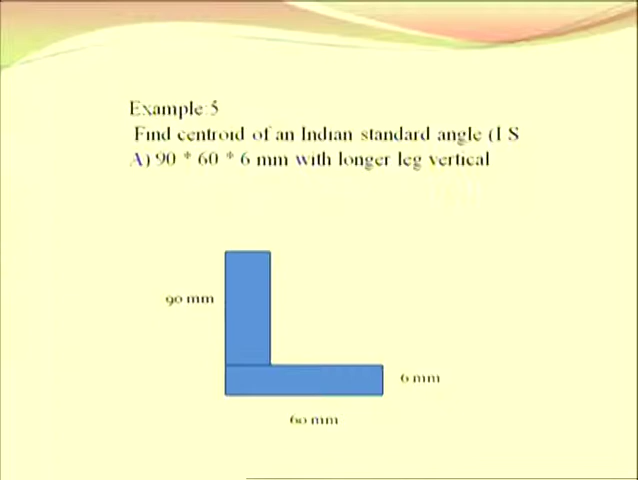 Example:5
Find centroid of an Indian standard angle (I S
A) 90 * 60 * 6 mm with longer leg vertical
90 mm
6 mm
60 mm